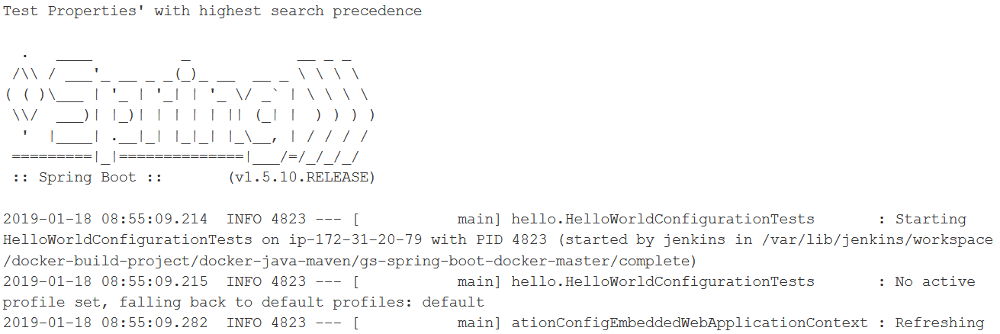 Test Properties' with highest search precedence
  .   ____          _            __ _ _
 /\\ / ___'_ __ _ _(_)_ __  __ _ \ \ \ \
( ( )\___ | '_ | '_| | '_ \/ _` | \ \ \ \
 \\/  ___)| |_)| | | | | || (_| |  ) ) ) )
  '  |____| .__|_| |_|_| |_\__, | / / / /
 =========|_|==============|___/=/_/_/_/
 :: Spring Boot ::       (v1.5.10.RELEASE)
2019-01-18 08:55:09.214  INFO 4823 --- [           main] hello.HelloWorldConfigurationTests       : Starting
HelloWorldConfigurationTests on ip-172-31-20-79 with PID 4823 (started by jenkins in /var/lib/jenkins/workspace
/docker-build-project/docker-java-maven/gs-spring-boot-docker-master/complete)
2019-01-18 08:55:09.215  INFO 4823 --- [           main] hello.HelloWorldConfigurationTests       : No active
profile set, falling back to default profiles: default
2019-01-18 08:55:09.282  INFO 4823 --- [           main] ationConfigEmbeddedWebApplicationContext : Refreshing